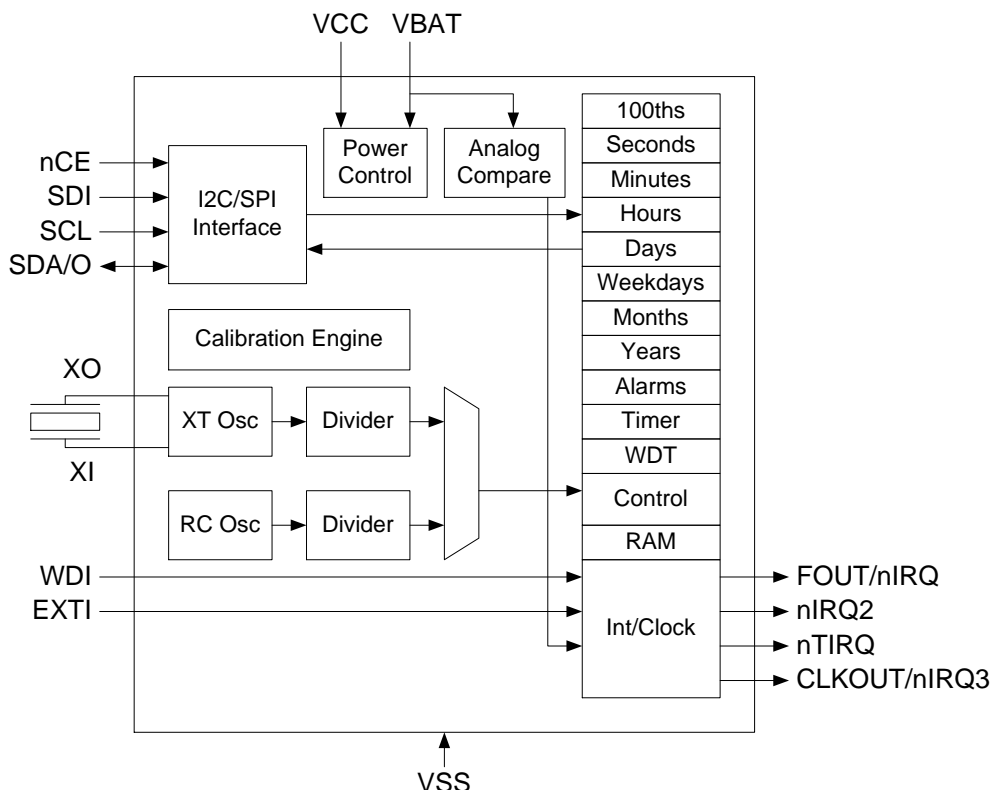 VCC
VBAT
100ths
Seconds
Minutes
Hours
Days
Weekdays
Months
Years
Alarms
Timer
WDT
Control
RAM
Int/Clock
Power
Control
Analog
Compare
nCE
SDI
SCL
SDA/O
I2C/SPI
Interface
Calibration Engine
XO
XI
XT Osc
Divider
RC Osc
Divider
WDI
EXTI
FOUT/nIRQ
nIRQ2
nTIRQ
CLKOUT/nIRQ3
VSS